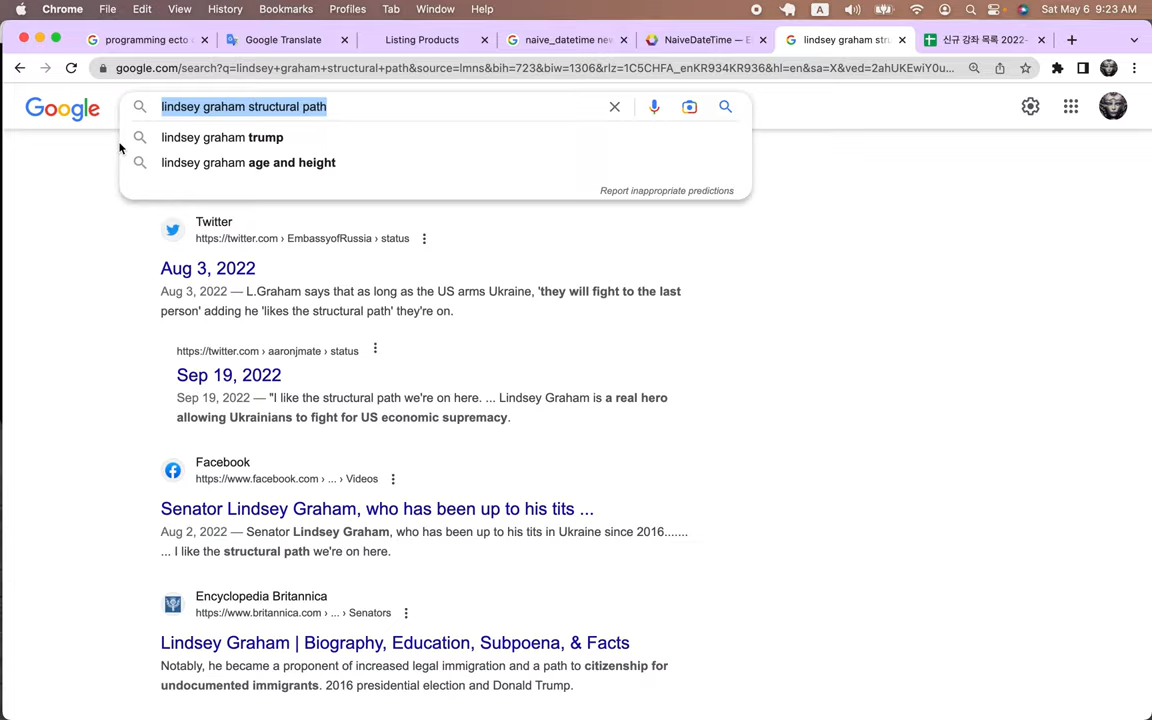 Chrome File Edit View History Bookmarks Profiles Tab Window Help A Sat May 6 9:23 AM
programming ecto c Google Translate Listing Products naive_datetime new NaiveDateTime — El lindsey graham stru 신규 강좌 목록 2022-
google.com/search?q=lindsey+graham+structural+path&source=lmns&bih=723&biw=1306&rlz=1C5CHFA_enKR934KR936&hl=en&sa=X&ved=2ahUKEwiY0u...
Google
lindsey graham structural path
lindsey graham trump
lindsey graham age and height
Report inappropriate predictions
Twitter
https://twitter.com › EmbassyofRussia › status
Aug 3, 2022
Aug 3, 2022 — L.Graham says that as long as the US arms Ukraine, 'they will fight to the last
person' adding he 'likes the structural path' they're on.
https://twitter.com › aaronjmate › status
Sep 19, 2022
Sep 19, 2022 — "I like the structural path we're on here. ... Lindsey Graham is a real hero
allowing Ukrainians to fight for US economic supremacy.
Facebook
https://www.facebook.com › ... › Videos
Senator Lindsey Graham, who has been up to his tits ...
Aug 2, 2022 — Senator Lindsey Graham, who has been up to his tits in Ukraine since 2016.......
... I like the structural path we're on here.
Encyclopedia Britannica
https://www.britannica.com › ... › Senators
Lindsey Graham | Biography, Education, Subpoena, & Facts
Notably, he became a proponent of increased legal immigration and a path to citizenship for
undocumented immigrants. 2016 presidential election and Donald Trump.